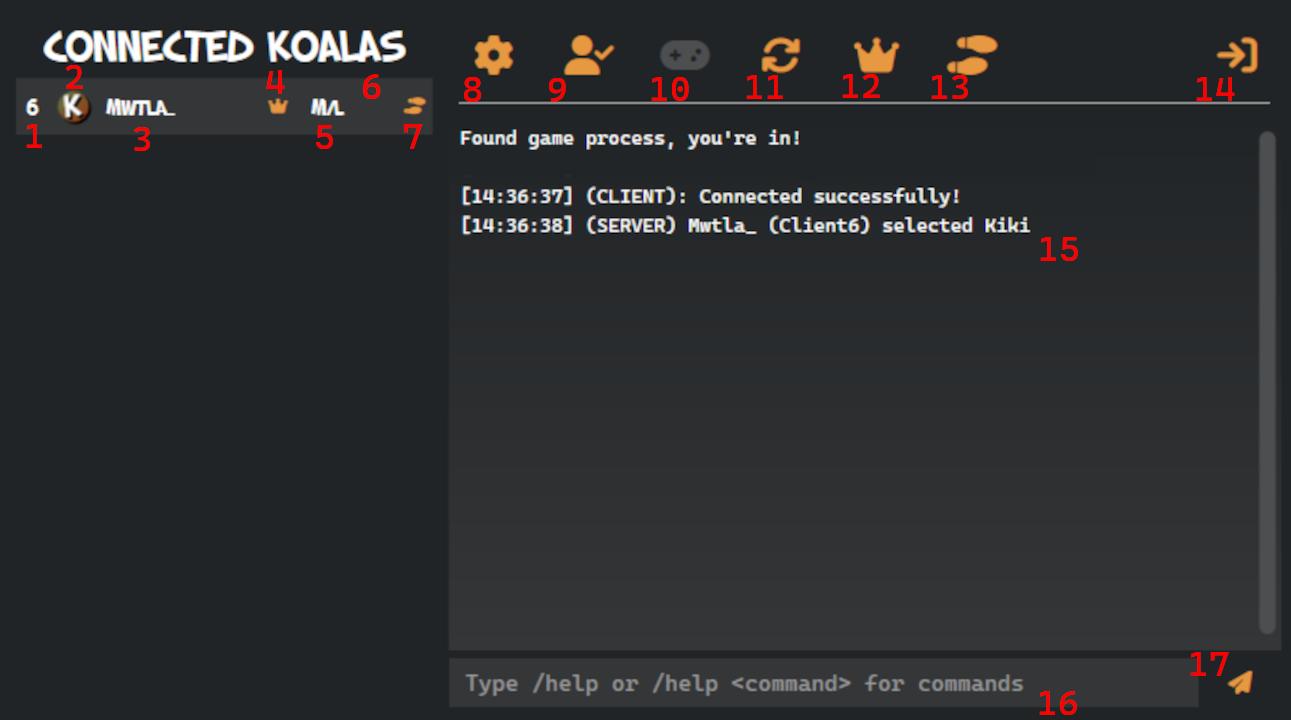 CONNECTED KOALAS
2 4 6
6 K MWTLA_ M/L
1 3 5 7
8 9 10 11 12 13 14
Found game process, you're in!
[14:36:37] (CLIENT): Connected successfully!
[14:36:38] (SERVER) Mwtla_ (Client6) selected Kiki
15
17
Type /help or /help <command> for commands
16